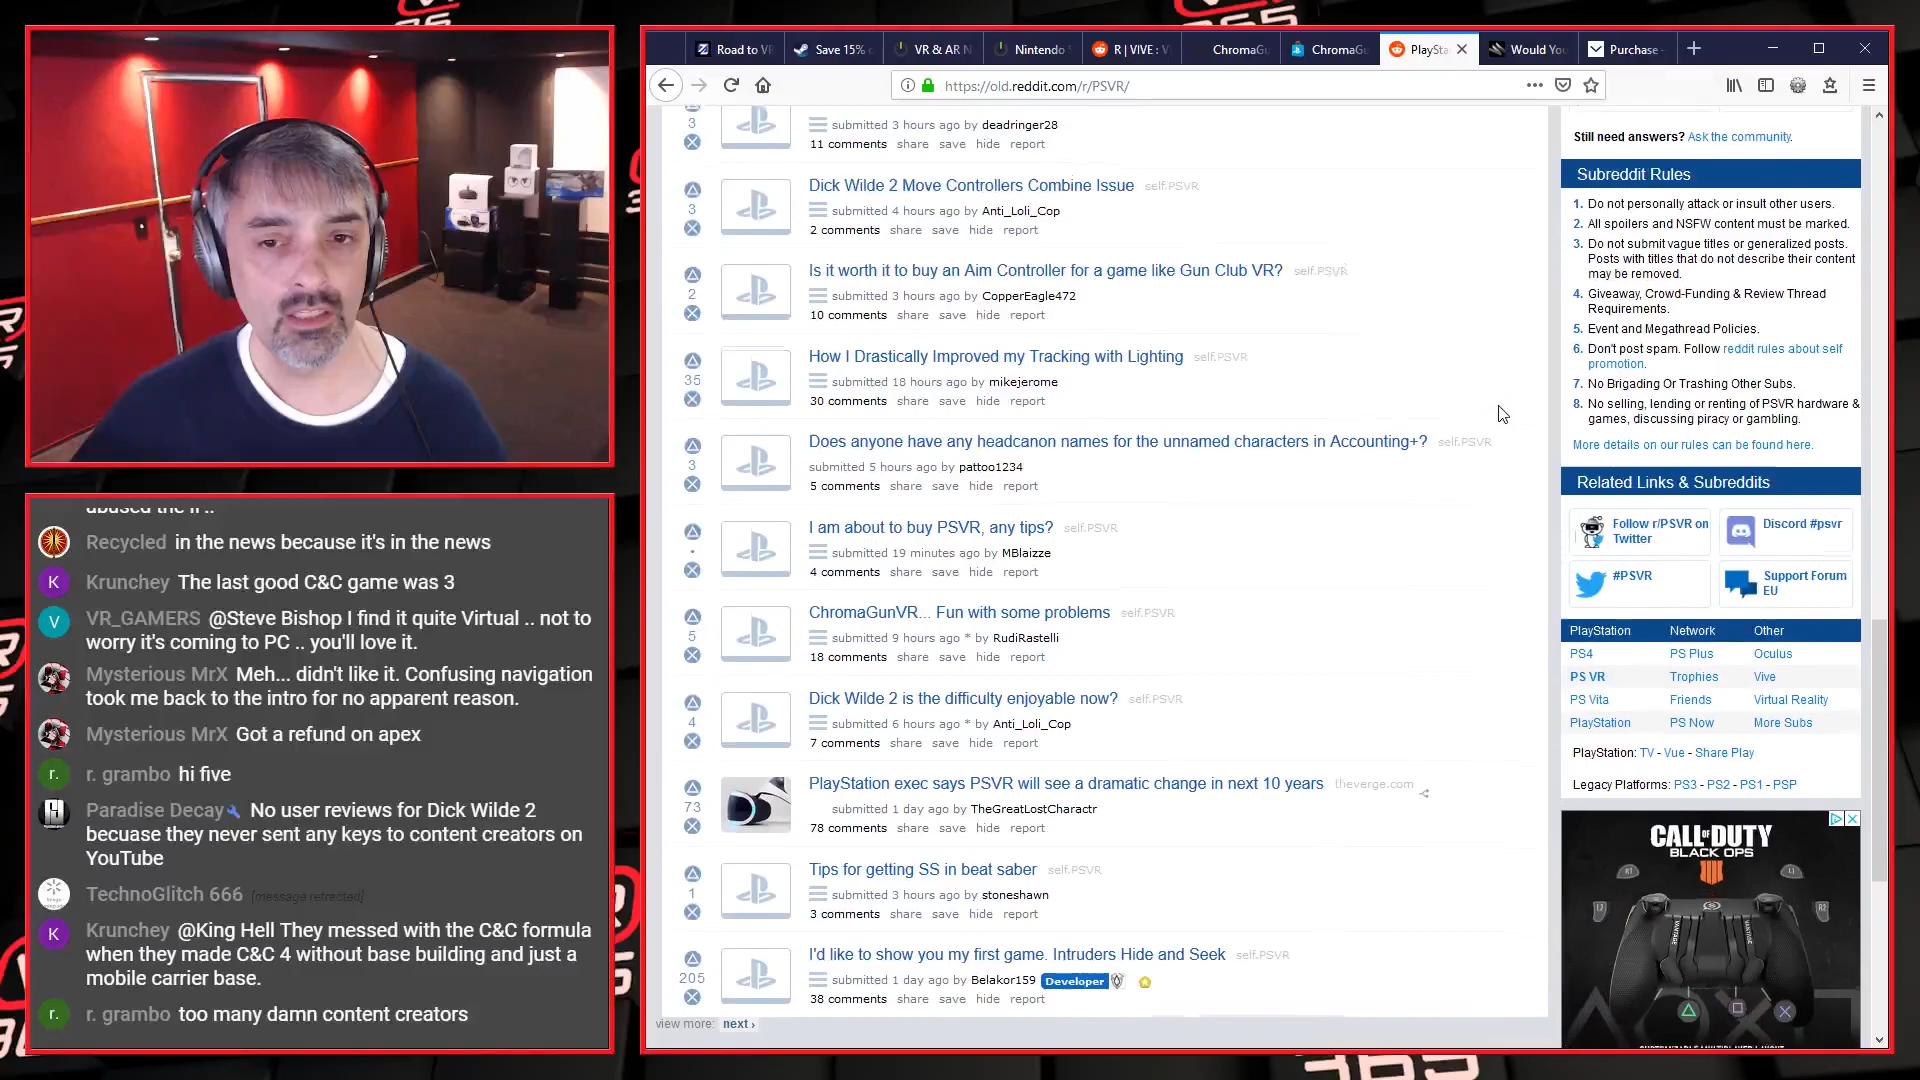 Road to VR
Save 15% o
VR & AR N
Nintendo S
R | VIVE : V
ChromaGu
ChromaGu
PlayStat
Would You
Purchase -
https://old.reddit.com/r/PSVR/
3
submitted 3 hours ago by deadringer28
11 comments share save hide report
Dick Wilde 2 Move Controllers Combine Issue self.PSVR
3
submitted 4 hours ago by Anti_Loli_Cop
2 comments share save hide report
Is it worth it to buy an Aim Controller for a game like Gun Club VR? self.PSVR
2
submitted 3 hours ago by CopperEagle472
10 comments share save hide report
How I Drastically Improved my Tracking with Lighting self.PSVR
35
submitted 18 hours ago by mikejerome
30 comments share save hide report
Does anyone have any headcanon names for the unnamed characters in Accounting+? self.PSVR
3
submitted 5 hours ago by pattoo1234
5 comments share save hide report
I am about to buy PSVR, any tips? self.PSVR
•
submitted 19 minutes ago by MBlaizze
4 comments share save hide report
ChromaGunVR... Fun with some problems self.PSVR
5
submitted 9 hours ago * by RudiRastelli
18 comments share save hide report
Dick Wilde 2 is the difficulty enjoyable now? self.PSVR
4
submitted 6 hours ago * by Anti_Loli_Cop
7 comments share save hide report
PlayStation exec says PSVR will see a dramatic change in next 10 years theverge.com
73
submitted 1 day ago by TheGreatLostCharactr
78 comments share save hide report
Tips for getting SS in beat saber self.PSVR
1
submitted 3 hours ago by stoneshawn
3 comments share save hide report
I'd like to show you my first game. Intruders Hide and Seek self.PSVR
205
submitted 1 day ago by Belakor159 Developer
38 comments share save hide report
view more: next ›
Still need answers? Ask the community.
Subreddit Rules
1. Do not personally attack or insult other users.
2. All spoilers and NSFW content must be marked.
3. Do not submit vague titles or generalized posts.
Posts with titles that do not describe their content
may be removed.
4. Giveaway, Crowd-Funding & Review Thread
Requirements.
5. Event and Megathread Policies.
6. Don't post spam. Follow reddit rules about self
promotion.
7. No Brigading Or Trashing Other Subs.
8. No selling, lending or renting of PSVR hardware &
games, discussing piracy or gambling.
More details on our rules can be found here.
Related Links & Subreddits
Follow r/PSVR on
Twitter
Discord #psvr
#PSVR
Support Forum
EU
PlayStation Network Other
PS4 PS Plus Oculus
PS VR Trophies Vive
PS Vita Friends Virtual Reality
PlayStation PS Now More Subs
PlayStation: TV - Vue - Share Play
Legacy Platforms: PS3 - PS2 - PS1 - PSP
CALL OF DUTY
BLACK OPS
IIII
R1
L1
L2
R2
VANTAGE
VANTAGE
Recycled in the news because it's in the news
K
Krunchey The last good C&C game was 3
V
VR_GAMERS @Steve Bishop I find it quite Virtual .. not to
worry it's coming to PC .. you'll love it.
Mysterious MrX Meh... didn't like it. Confusing navigation
took me back to the intro for no apparent reason.
Mysterious MrX Got a refund on apex
r.
r. grambo hi five
Paradise Decay No user reviews for Dick Wilde 2
becuase they never sent any keys to content creators on
YouTube
TechnoGlitch 666 [message retracted]
K
Krunchey @King Hell They messed with the C&C formula
when they made C&C 4 without base building and just a
mobile carrier base.
r.
r. grambo too many damn content creators
365